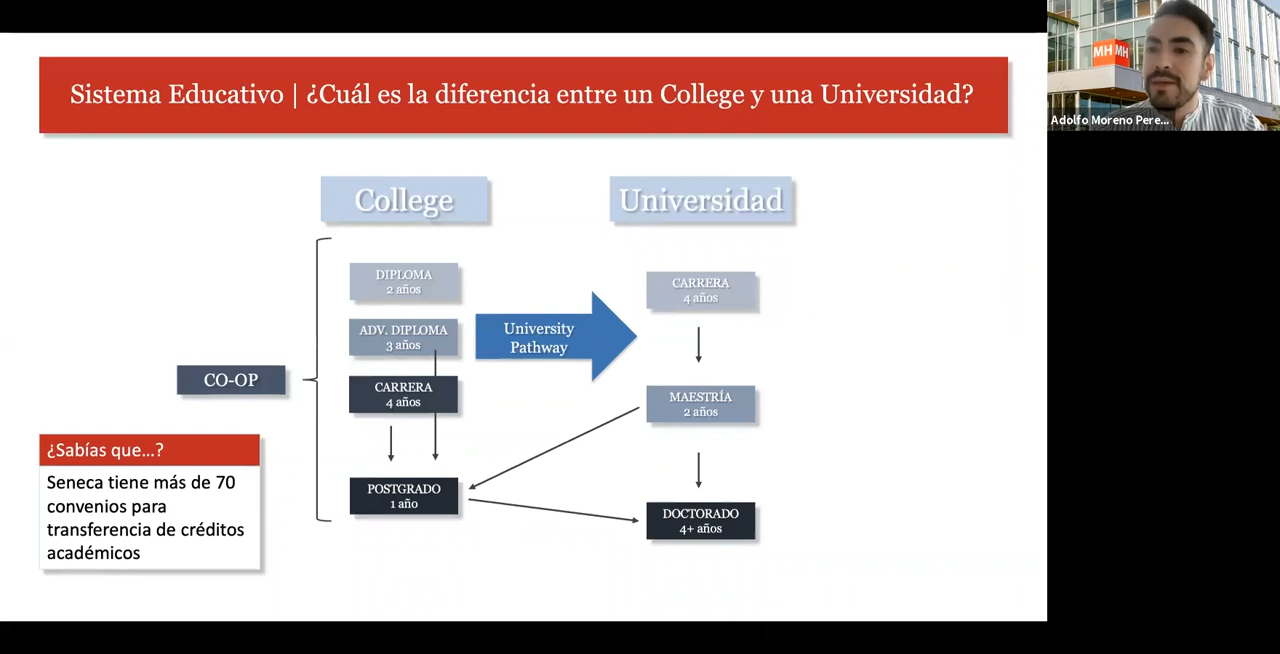 Sistema Educativo | ¿Cuál es la diferencia entre un College y una Universidad?
MH MH
Adolfo Moreno Pere...
College
Universidad
DIPLOMA
2 años
ADV. DIPLOMA
3 años
CARRERA
4 años
POSTGRADO
1 año
CO-OP
University
Pathway
CARRERA
4 años
MAESTRÍA
2 años
DOCTORADO
4+ años
¿Sabías que...?
Seneca tiene más de 70
convenios para
transferencia de créditos
académicos